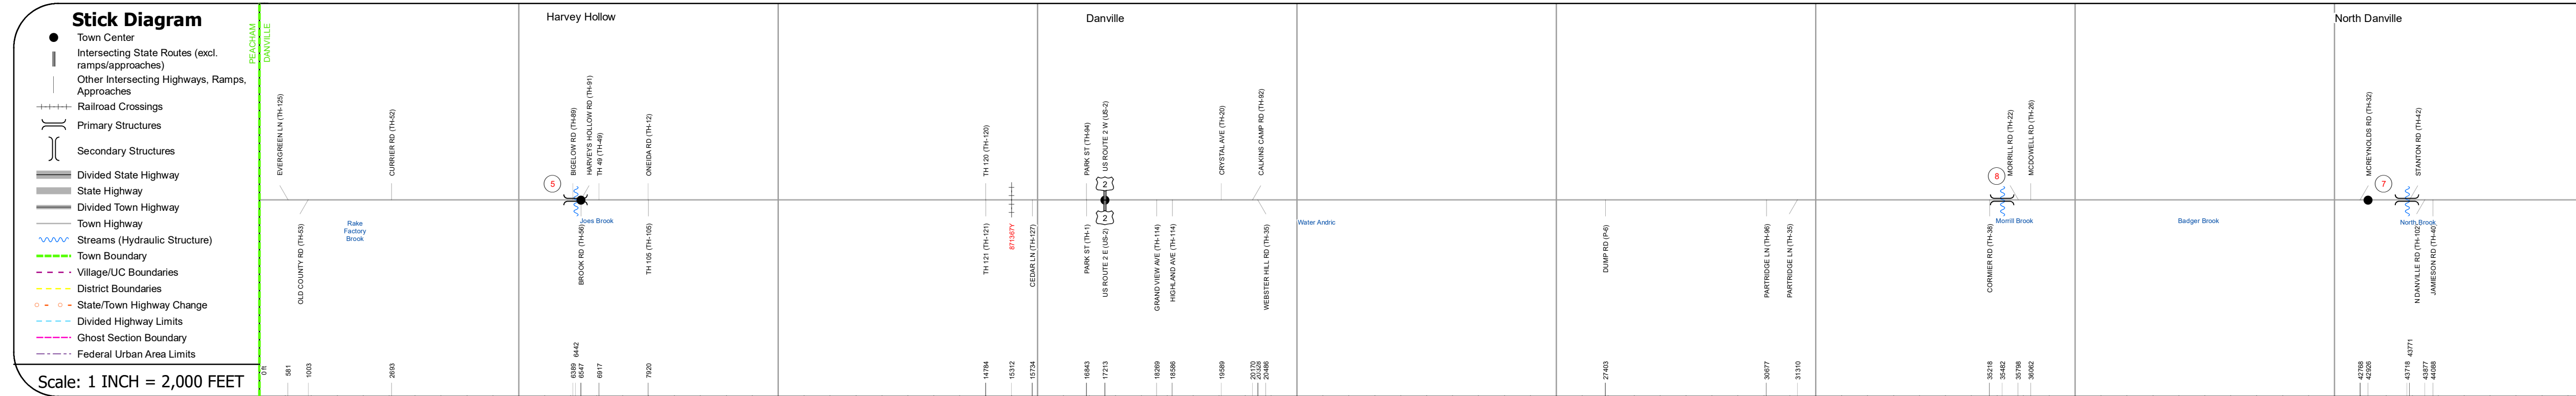 Stick Diagram
Town Center
Intersecting State Routes (excl.
ramps/approaches)
Other Intersecting Highways, Ramps,
Approaches
Railroad Crossings
Primary Structures
Secondary Structures
Divided State Highway
State Highway
Divided Town Highway
Town Highway
Streams (Hydraulic Structure)
Town Boundary
Village/UC Boundaries
District Boundaries
State/Town Highway Change
Divided Highway Limits
Ghost Section Boundary
Federal Urban Area Limits
Scale: 1 INCH = 2,000 FEET
PEACHAM
DANVILLE
Harvey Hollow
Danville
North Danville
EVERGREEN LN (TH-125)
CURRIER RD (TH-52)
BIGELOW RD (TH-89)
HARVEYS HOLLOW RD (TH-91)
TH 49 (TH-49)
ONEIDA RD (TH-12)
TH 120 (TH-120)
PARK ST (TH-94)
US ROUTE 2 W (US-2)
CRYSTAL AVE (TH-20)
CALKINS CAMP RD (TH-92)
MORRILL RD (TH-22)
MCDOWELL RD (TH-26)
MCREYNOLDS RD (TH-32)
STANTON RD (TH-42)
5
2
2
8
7
Rake
Factory
Brook
Joes Brook
Water Andric
Morrill Brook
Badger Brook
North Brook
OLD COUNTY RD (TH-53)
BROOK RD (TH-56)
TH 105 (TH-105)
TH 121 (TH-121)
871367Y
CEDAR LN (TH-127)
PARK ST (TH-1)
US ROUTE 2 E (US-2)
GRAND VIEW AVE (TH-114)
HIGHLAND AVE (TH-114)
WEBSTER HILL RD (TH-35)
DUMP RD (P-6)
PARTRIDGE LN (TH-96)
PARTRIDGE LN (TH-35)
CORMIER RD (TH-38)
N DANVILLE RD (TH-102)
JAMIESON RD (TH-40)
0 ft
581
1003
2693
6389
6442
6547
6917
7920
14784
15312
15734
16843
17213
18269
18586
19589
20170
20328
20486
27403
30677
31310
35218
35482
35798
36062
42768
42926
43718
43771
43877
44088